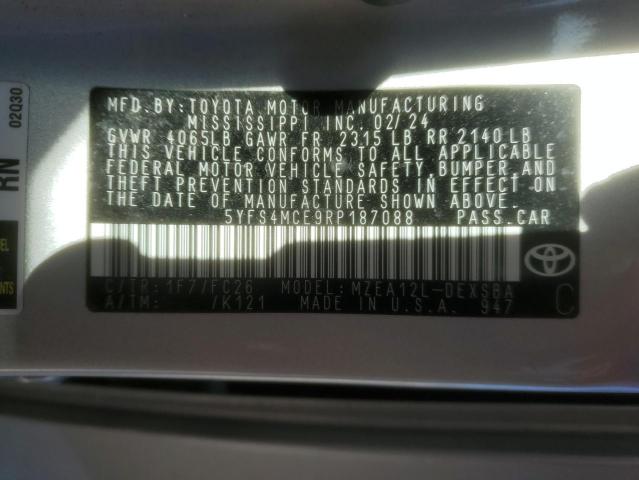 MFD. BY: TOYOTA MOTOR MANUFACTURING
MISSISSIPPI, INC. 02/24
GVWR 4065LB GAWR FR 2315 LB RR 2140 LB
THIS VEHICLE CONFORMS TO ALL APPLICABLE
FEDERAL MOTOR VEHICLE SAFETY, BUMPER, AND
THEFT PREVENTION STANDARDS IN EFFECT ON
THE DATE OF MANUFACTURE SHOWN ABOVE.
5YFS4MCE9RP187088 PASS. CAR
C/TR: 1F7/FC26 MODEL: MZEA12L-DEXSBA
A/TM: /K121 MADE IN U.S.A. 947
C
02Q30
RN